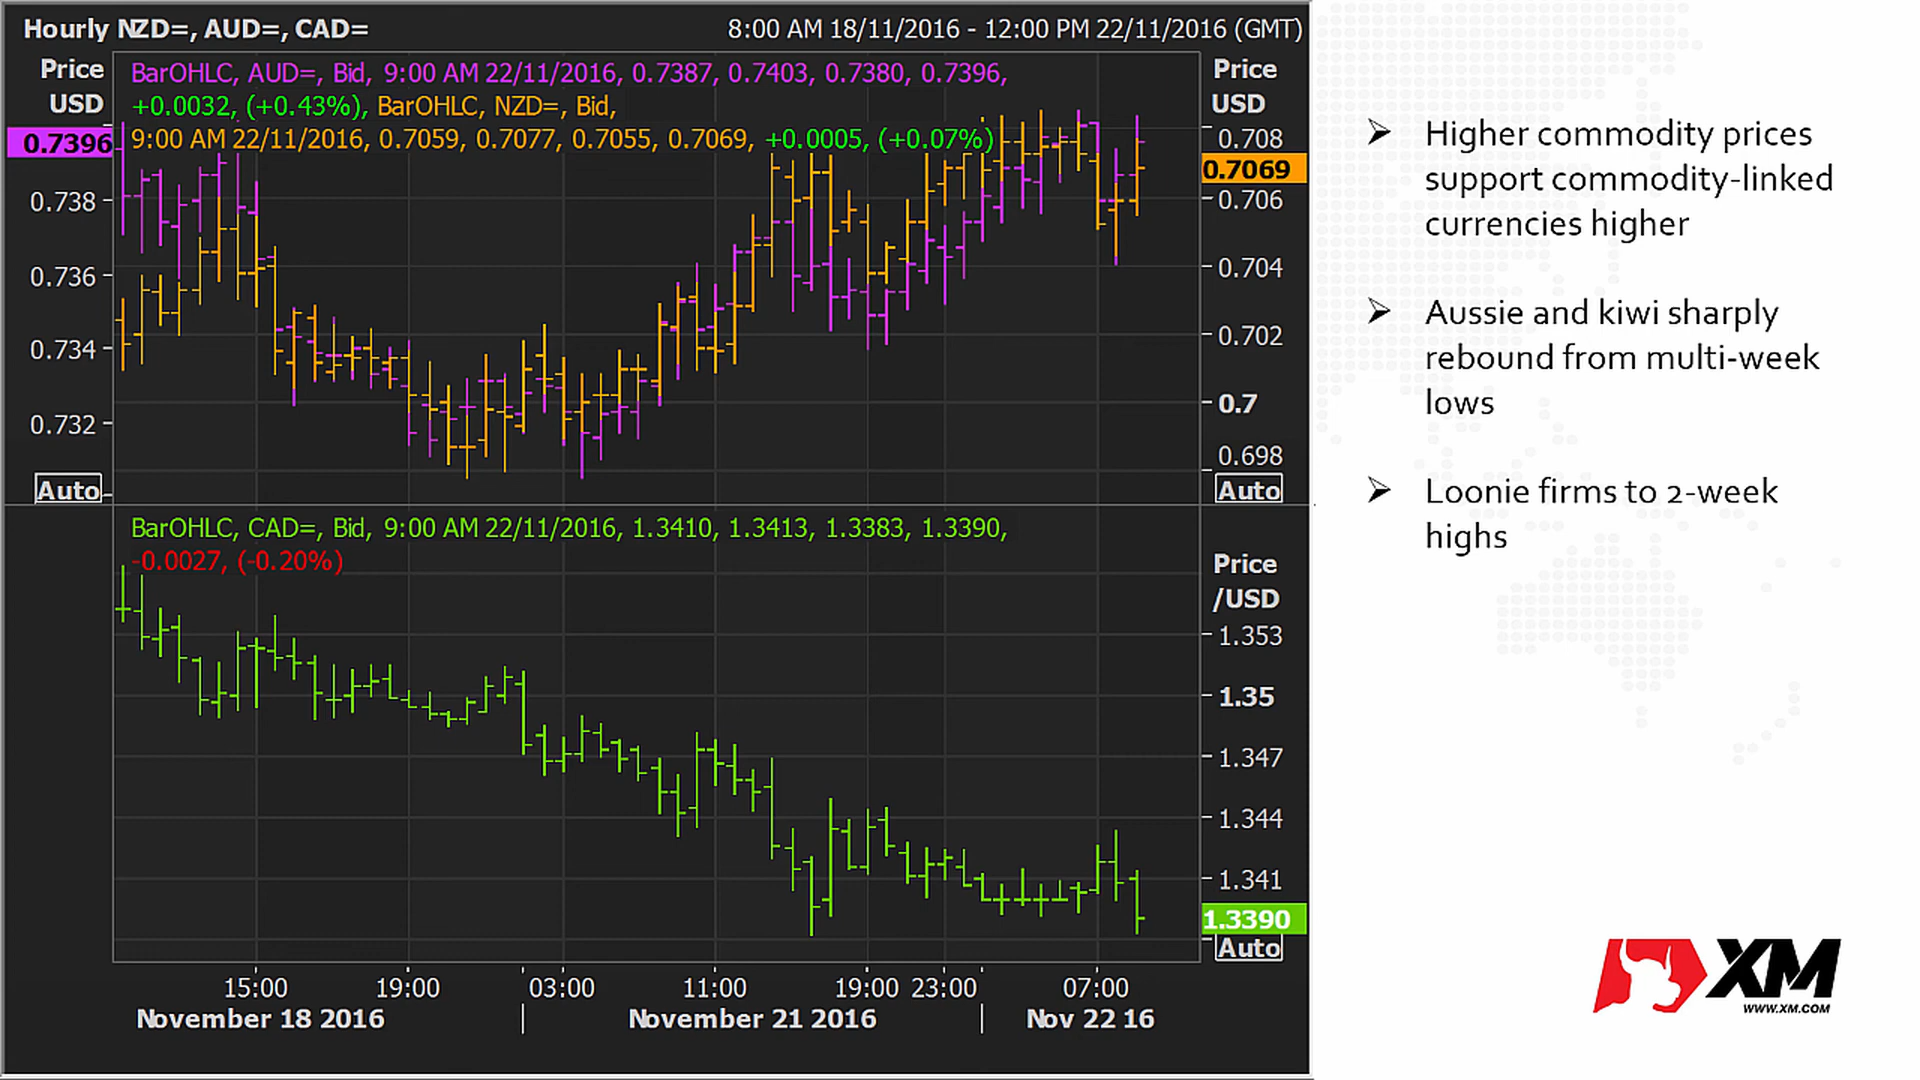 Hourly NZD=, AUD=, CAD=
8:00 AM 18/11/2016 - 12:00 PM 22/11/2016 (GMT)
Price
USD
BarOHLC, AUD=, Bid, 9:00 AM 22/11/2016, 0.7387, 0.7403, 0.7380, 0.7396,
+0.0032, (+0.43%), BarOHLC, NZD=, Bid,
9:00 AM 22/11/2016, 0.7059, 0.7077, 0.7055, 0.7069, +0.0005, (+0.07%)
0.7396
0.738
0.736
0.734
0.732
Auto
Price
USD
0.708
0.7069
0.706
0.704
0.702
0.7
0.698
Auto
BarOHLC, CAD=, Bid, 9:00 AM 22/11/2016, 1.3410, 1.3413, 1.3383, 1.3390,
-0.0027, (-0.20%)
Price
/USD
1.353
1.35
1.347
1.344
1.341
1.3390
Auto
15:00 19:00 03:00 11:00 19:00 23:00 07:00
November 18 2016 November 21 2016 Nov 22 16
Higher commodity prices
support commodity-linked
currencies higher
Aussie and kiwi sharply
rebound from multi-week
lows
Loonie firms to 2-week
highs
XM
WWW.XM.COM